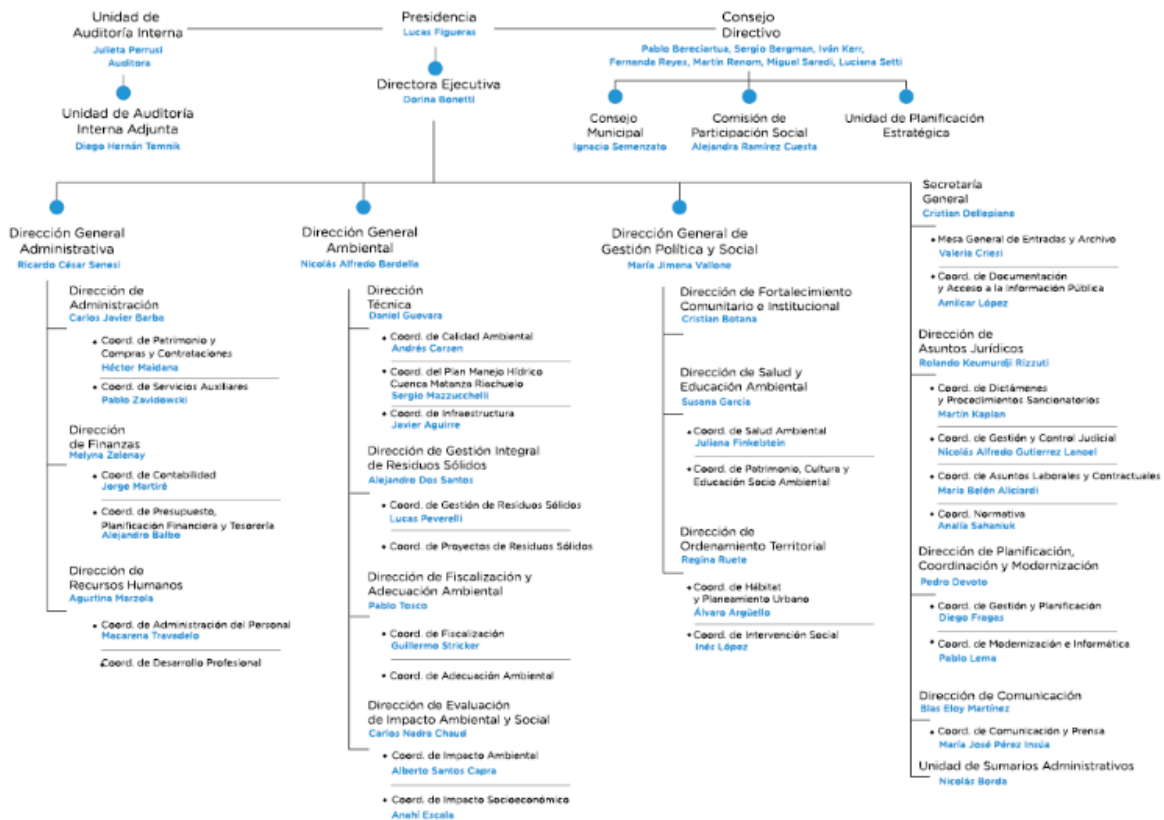 Unidad de
Auditoría Interna
Julieta Perrusi
Auditora
Unidad de Auditoría
Interna Adjunta
Diego Hernán Temnik
Presidencia
Lucas Figueras
Directora Ejecutiva
Dorina Bonetti
Consejo
Directivo
Pablo Bereciartua, Sergio Bergman, Iván Kerr,
Fernanda Reyes, Martín Renom, Miguel Saredi, Luciana Setti
Consejo
Municipal
Ignacio Semenzato
Comisión de
Participación Social
Alejandra Ramírez Cuesta
Unidad de Planificación
Estratégica
Dirección General
Administrativa
Ricardo César Senesi
Dirección de
Administración
Carlos Javier Barba
• Coord. de Patrimonio y
Compras y Contrataciones
Héctor Maidana
• Coord. de Servicios Auxiliares
Pablo Zavidowski
Dirección
de Finanzas
Melyna Zelenay
• Coord. de Contabilidad
Jorge Martiré
• Coord. de Presupuesto,
Planificación Financiera y Tesorería
Alejandro Balbo
Dirección de
Recursos Humanos
Agustina Marzola
• Coord. de Administración del Personal
Macarena Travadelo
• Coord. de Desarrollo Profesional
Dirección General
Ambiental
Nicolás Alfredo Bardella
Dirección
Técnica
Daniel Guevara
• Coord. de Calidad Ambiental
Andrés Carsen
• Coord. del Plan Manejo Hídrico
Cuenca Matanza Riachuelo
Sergio Mazzucchelli
• Coord. de Infraestructura
Javier Aguirre
Dirección de Gestión Integral
de Residuos Sólidos
Alejandro Dos Santos
• Coord. de Gestión de Residuos Sólidos
Lucas Peverelli
• Coord. de Proyectos de Residuos Sólidos
Dirección de Fiscalización y
Adecuación Ambiental
Pablo Tosco
• Coord. de Fiscalización
Guillermo Stricker
• Coord. de Adecuación Ambiental
Dirección de Evaluación
de Impacto Ambiental y Social
Carlos Nadra Chaud
• Coord. de Impacto Ambiental
Alberto Santos Capra
• Coord. de Impacto Socioeconómico
Anahí Escala
Dirección General de
Gestión Política y Social
María Jimena Vallone
Dirección de Fortalecimiento
Comunitario e Institucional
Cristian Botana
Dirección de Salud y
Educación Ambiental
Susana García
• Coord. de Salud Ambiental
Juliana Finkelstein
• Coord. de Patrimonio, Cultura y
Educación Socio Ambiental
Dirección de
Ordenamiento Territorial
Regina Ruete
• Coord. de Hábitat
y Planeamiento Urbano
Álvaro Argüello
• Coord. de Intervención Social
Inés López
Secretaría
General
Cristian Dellepiane
• Mesa General de Entradas y Archivo
Valeria Criesi
• Coord. de Documentación
y Acceso a la Información Pública
Amilcar López
Dirección de
Asuntos Jurídicos
Rolando Keumurdji Rizzuti
• Coord. de Dictámenes
y Procedimientos Sancionatorios
Martín Kaplan
• Coord. de Gestión y Control Judicial
Nicolás Alfredo Gutierrez Lanoel
• Coord. de Asuntos Laborales y Contractuales
María Belén Aliciardi
• Coord. Normativa
Analía Sahaniuk
Dirección de Planificación,
Coordinación y Modernización
Pedro Devoto
• Coord. de Gestión y Planificación
Diego Fragas
• Coord. de Modernización e Informática
Pablo Lema
Dirección de Comunicación
Blas Eloy Martínez
• Coord. de Comunicación y Prensa
María José Pérez Insúa
Unidad de Sumarios Administrativos
Nicolás Borda